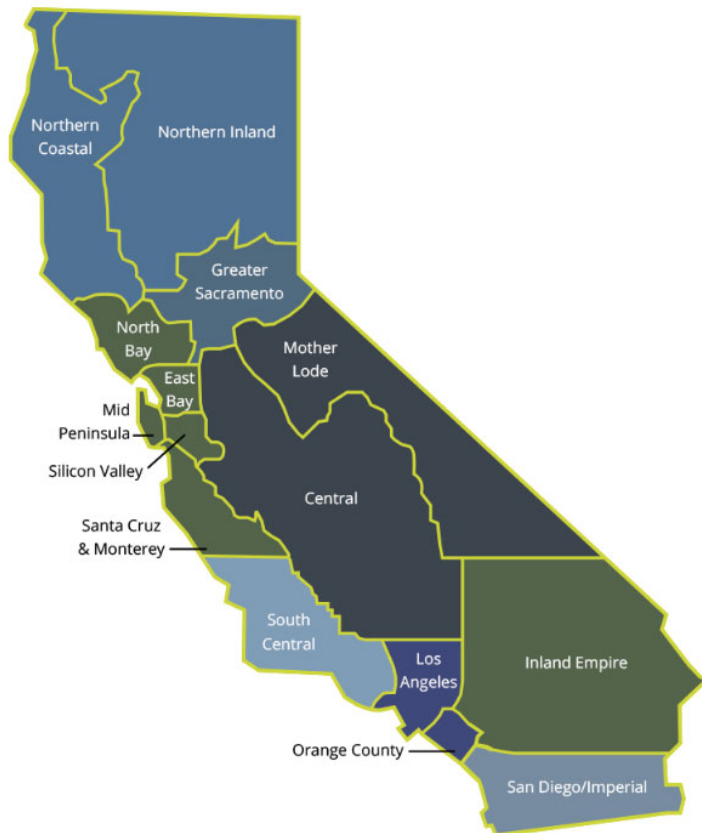 Northern
Coastal
Northern Inland
Greater
Sacramento
North
Bay
Mother
Lode
East
Bay
Mid
Peninsula
Silicon Valley
Central
Santa Cruz
& Monterey
South
Central
Los
Angeles
Inland Empire
Orange County
San Diego/Imperial